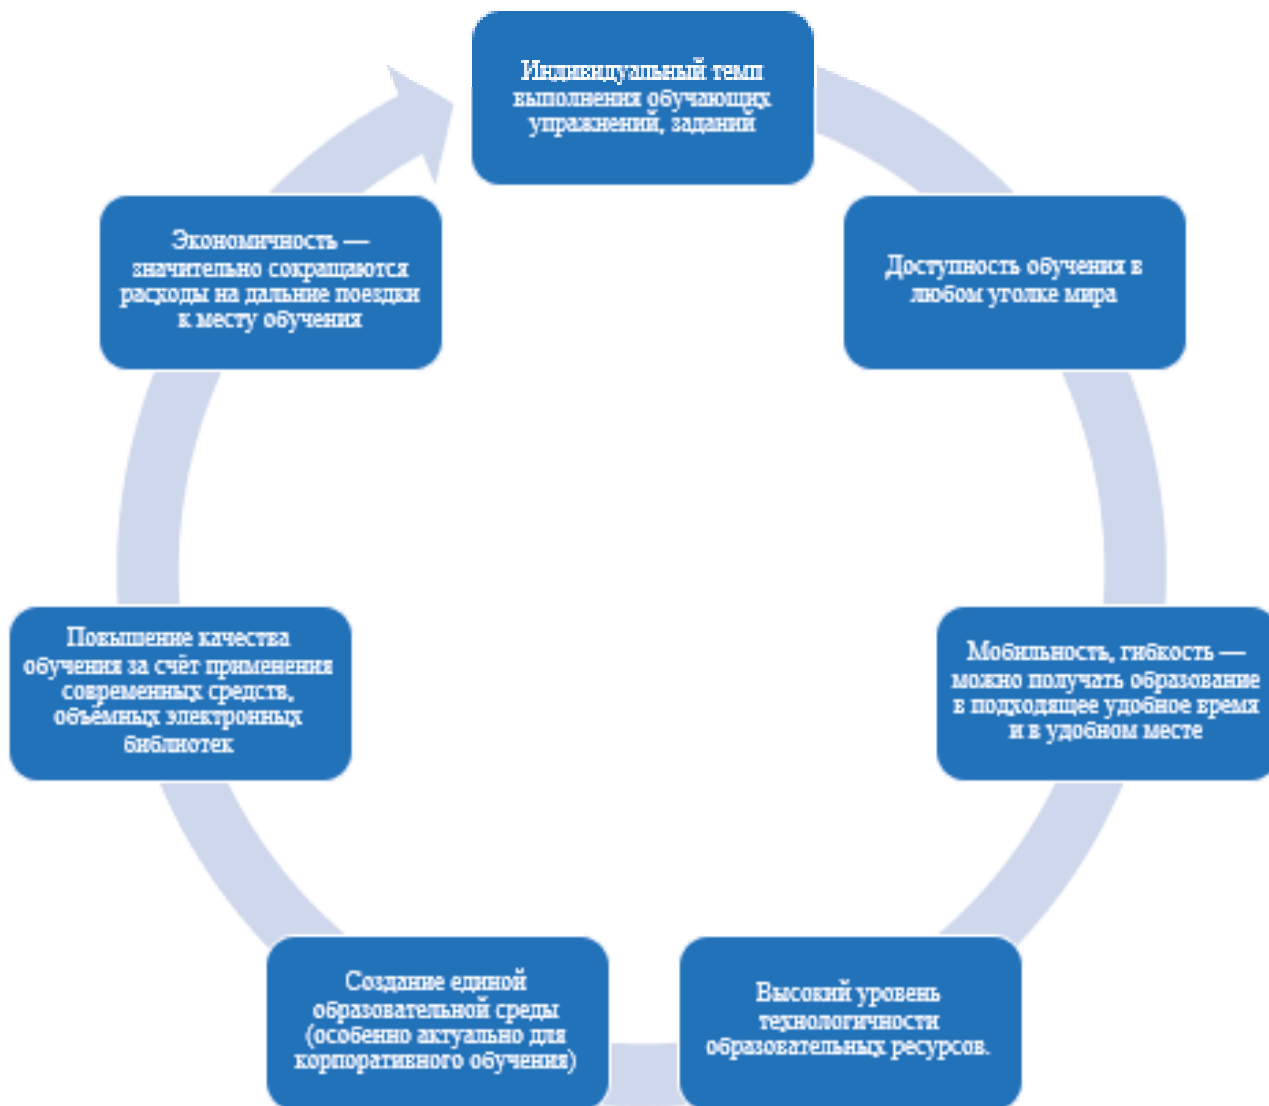 Индивидуальный темп
выполнения обучающих
упражнений, заданий
Доступность обучения в
любом уголке мира
Мобильность, гибкость —
можно получать образование
в подходящее удобное время
и в удобном месте
Высокий уровень
технологичности
образовательных ресурсов.
Создание единой
образовательной среды
(особенно актуально для
корпоративного обучения)
Повышение качества
обучения за счёт применения
современных средств,
объёмных электронных
библиотек
Экономичность —
значительно сокращаются
расходы на дальние поездки
к месту обучения